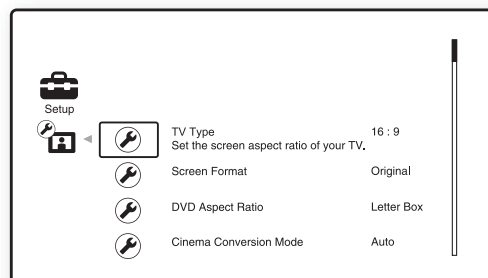 Setup
TV Type 16 : 9
Set the screen aspect ratio of your TV.
Screen Format Original
DVD Aspect Ratio Letter Box
Cinema Conversion Mode Auto